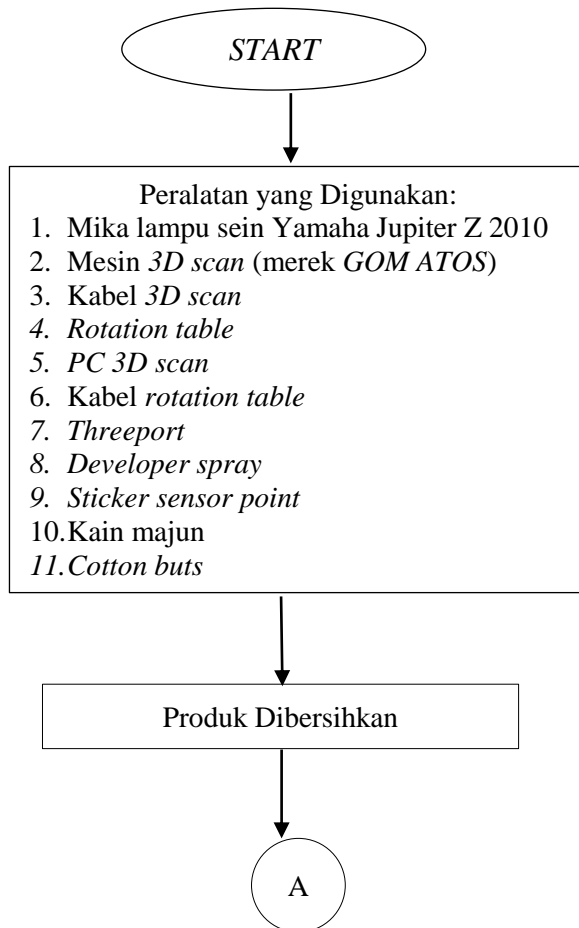 START
Peralatan yang Digunakan:
1. Mika lampu sein Yamaha Jupiter Z 2010
2. Mesin 3D scan (merek GOM ATOS)
3. Kabel 3D scan
4. Rotation table
5. PC 3D scan
6. Kabel rotation table
7. Threeport
8. Developer spray
9. Sticker sensor point
10.Kain majun
11.Cotton buts
Produk Dibersihkan
A